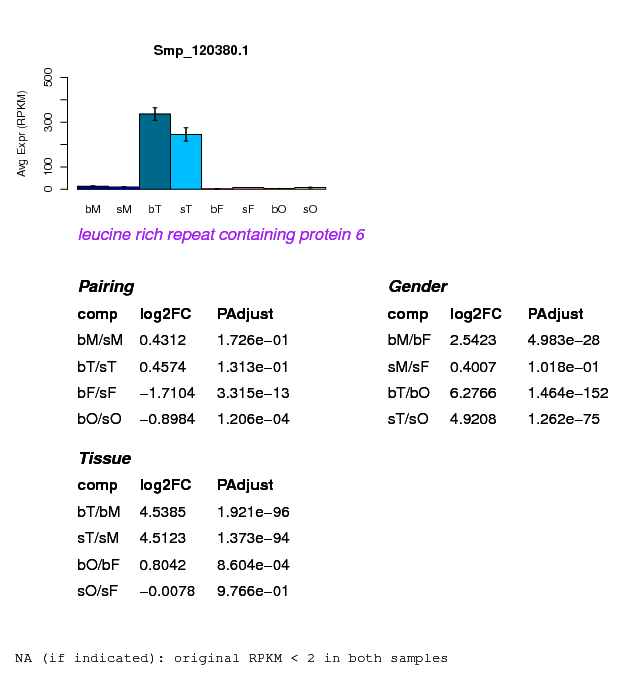 Smp_120380.1
Avg Expr (RPKM)
0 100 300 500
bM sM bT sT bF sF bO sO
leucine rich repeat containing protein 6
Pairing
comp log2FC PAdjust
bM/sM 0.4312 1.726e−01
bT/sT 0.4574 1.313e−01
bF/sF −1.7104 3.315e−13
bO/sO −0.8984 1.206e−04
Gender
comp log2FC PAdjust
bM/bF 2.5423 4.983e−28
sM/sF 0.4007 1.018e−01
bT/bO 6.2766 1.464e−152
sT/sO 4.9208 1.262e−75
Tissue
comp log2FC PAdjust
bT/bM 4.5385 1.921e−96
sT/sM 4.5123 1.373e−94
bO/bF 0.8042 8.604e−04
sO/sF −0.0078 9.766e−01
NA (if indicated): original RPKM < 2 in both samples